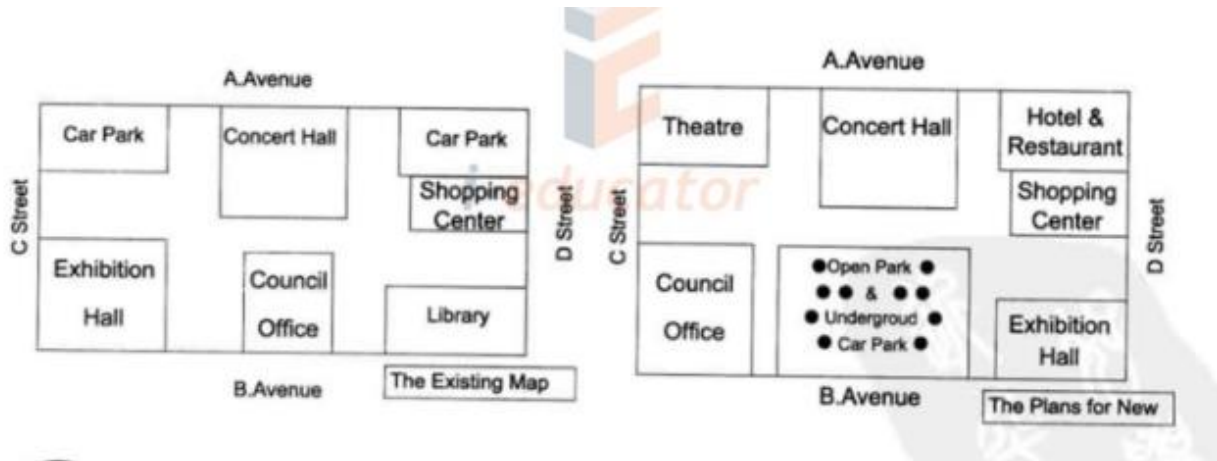 A.Avenue
Car Park
Concert Hall
Car Park
Shopping
Center
C Street
D Street
Exhibition
Hall
Council
Office
Library
B.Avenue
The Existing Map
A.Avenue
Theatre
Concert Hall
Hotel &
Restaurant
Shopping
Center
C Street
D Street
Council
Office
Open Park
&
Undergroud
Car Park
Exhibition
Hall
B.Avenue
The Plans for New
i educator